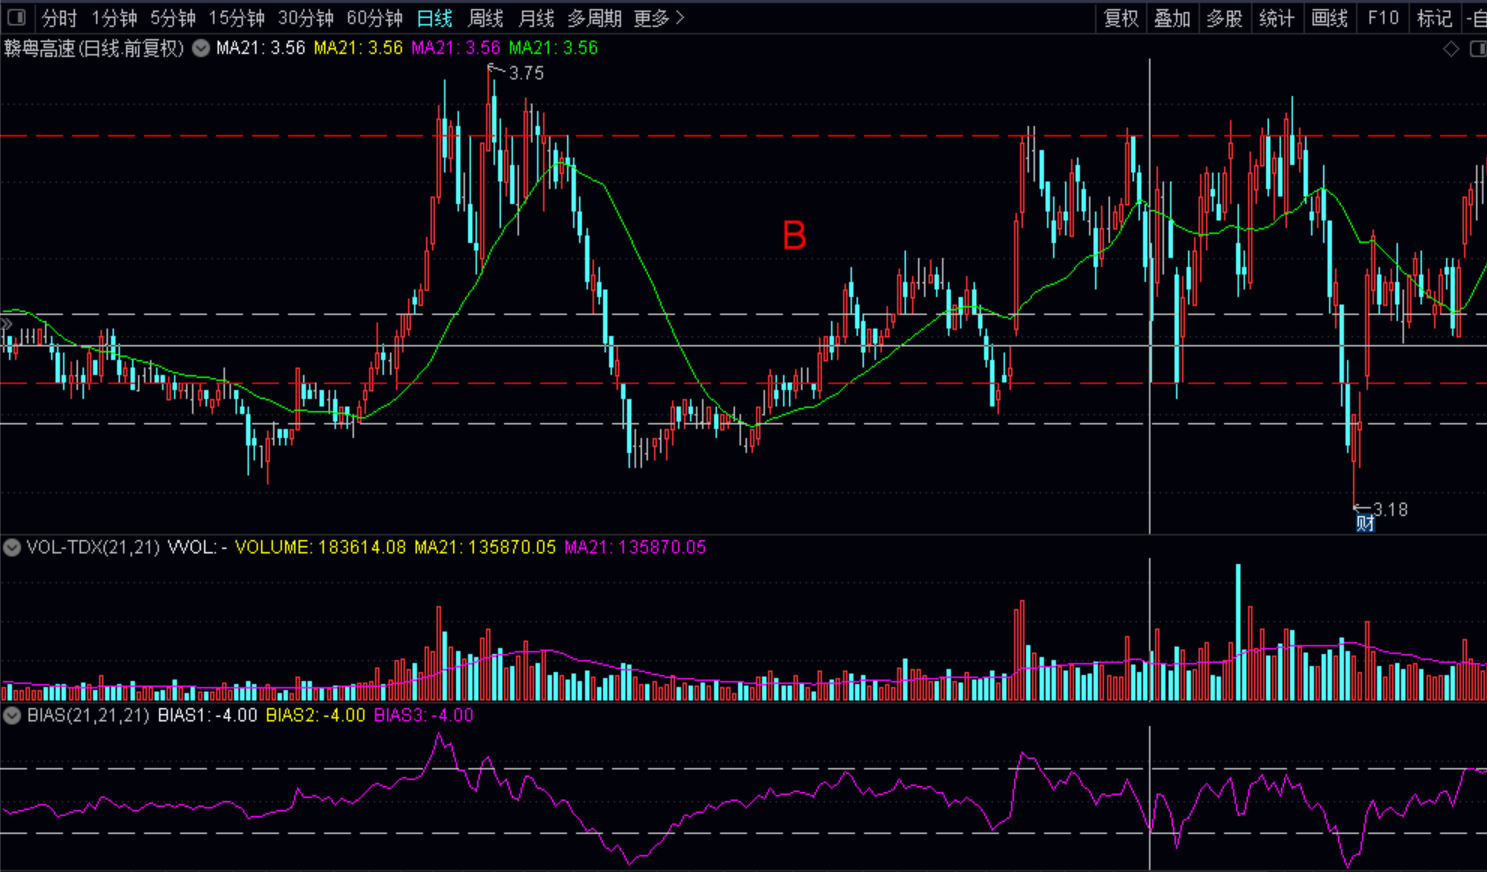 分时 1分钟 5分钟 15分钟 30分钟 60分钟 日线 周线 月线 多周期 更多 复权 叠加 多股 统计 画线 F10 标记 -自
赣粤高速(日线.前复权) MA21: 3.56 MA21: 3.56 MA21: 3.56 MA21: 3.56
3.75
B
3.18
财
VOL-TDX(21,21) VVOL: - VOLUME: 183614.08 MA21: 135870.05 MA21: 135870.05
BIAS(21,21,21) BIAS1: -4.00 BIAS2: -4.00 BIAS3: -4.00